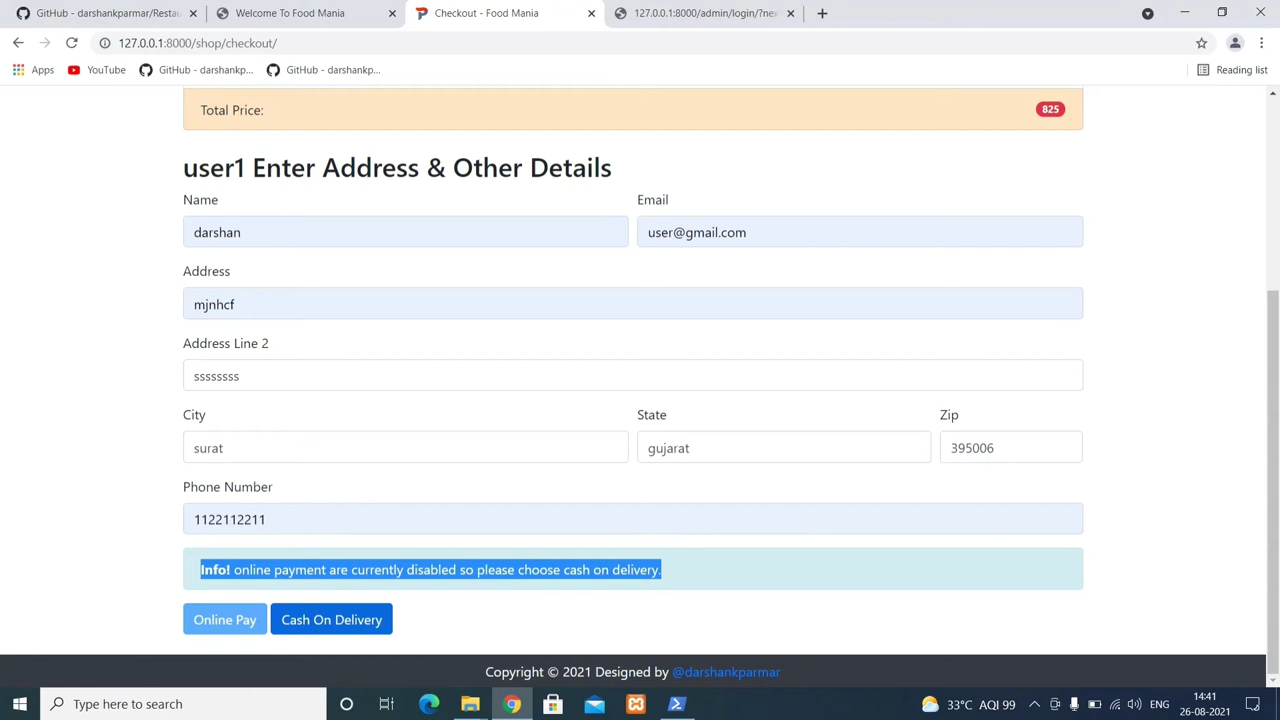 GitHub - darshankparmar/Restau
Welcome To Food Mania
Checkout - Food Mania
127.0.0.1:8000/admin/login/?nex
127.0.0.1:8000/shop/checkout/
Apps
YouTube
GitHub - darshankp...
GitHub - darshankp...
Reading list
Total Price:
825
user1 Enter Address & Other Details
Name
Email
darshan
user@gmail.com
Address
mjnhcf
Address Line 2
ssssssss
City
State
Zip
surat
gujarat
395006
Phone Number
1122112211
Info! online payment are currently disabled so please choose cash on delivery.
Online Pay
Cash On Delivery
Copyright © 2021 Designed by @darshankparmar
Type here to search
33°C AQI 99
ENG
14:41
26-08-2021